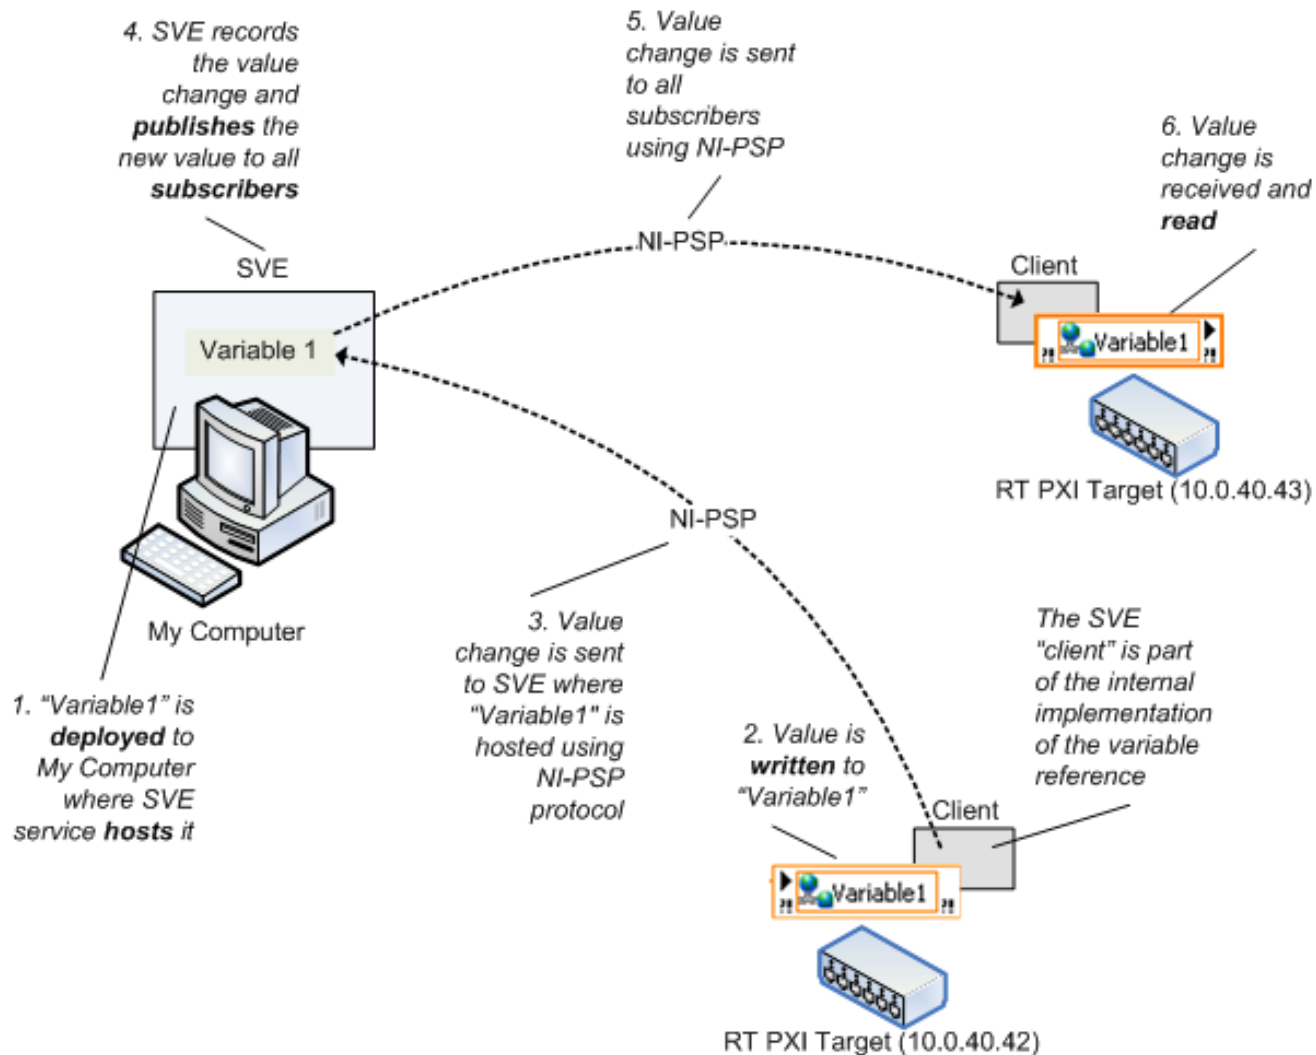 4. SVE records
the value
change and
publishes the
new value to all
subscribers
5. Value
change is sent
to all
subscribers
using NI-PSP
6. Value
change is
received and
read
NI-PSP
SVE
Client
Variable 1
Variable1
RT PXI Target (10.0.40.43)
NI-PSP
My Computer
1. “Variable1” is
deployed to
My Computer
where SVE
service hosts it
3. Value
change is sent
to SVE where
"Variable1" is
hosted using
NI-PSP
protocol
2. Value is
written to
“Variable1”
The SVE
“client” is part
of the internal
implementation
of the variable
reference
Client
Variable1
RT PXI Target (10.0.40.42)